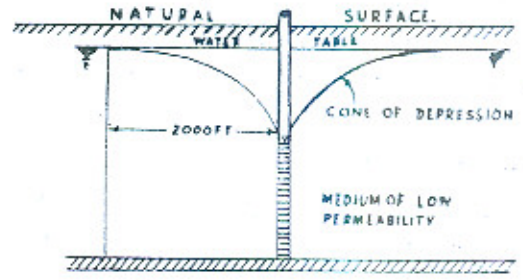 NATURAL SURFACE.
WATER TABLE
CONE OF DEPRESSION
2000FT
MEDIUM OF LOW
PERMEABILITY